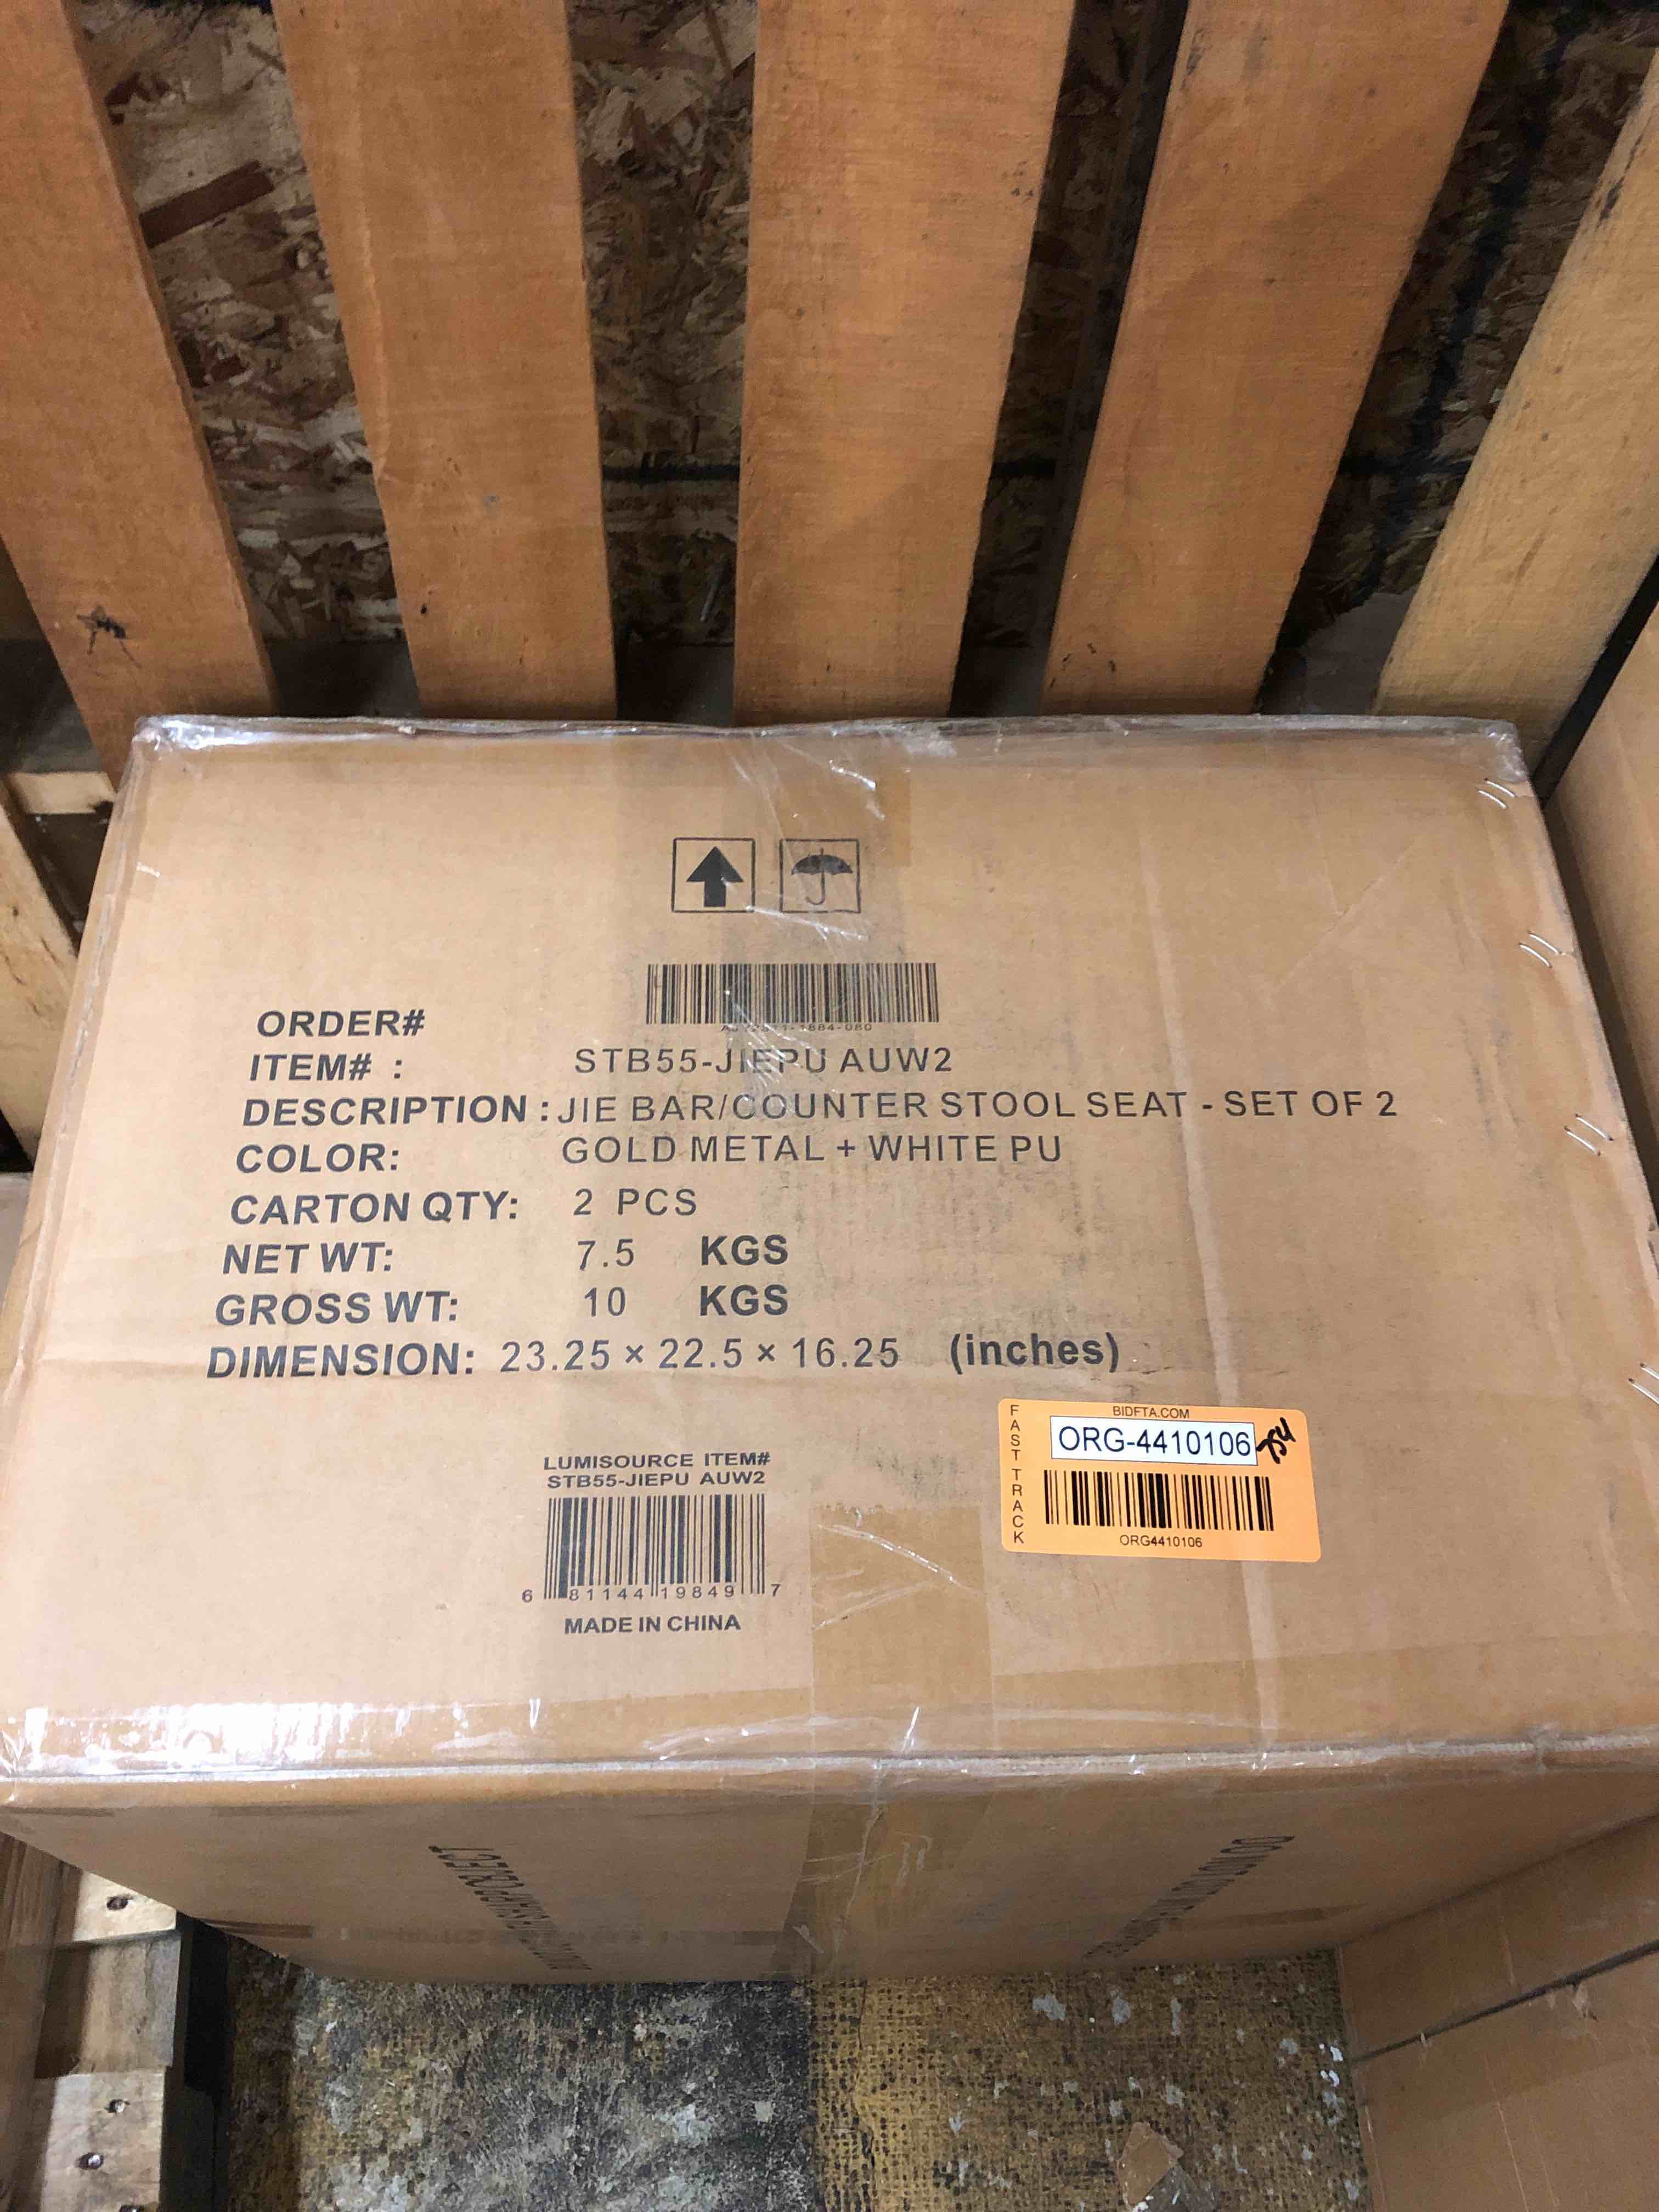 ORDER#
ITEM# : STB55-JIEPU AUW2
DESCRIPTION : JIE BAR/COUNTER STOOL SEAT - SET OF 2
COLOR: GOLD METAL + WHITE PU
CARTON QTY: 2 PCS
NET WT: 7.5 KGS
GROSS WT: 10 KGS
DIMENSION: 23.25 × 22.5 × 16.25 (inches)
LUMISOURCE ITEM#
STB55-JIEPU AUW2
6 81144 19849 7
MADE IN CHINA
FAST TRACK
BIDFTA.COM
ORG-4410106
ORG4410106